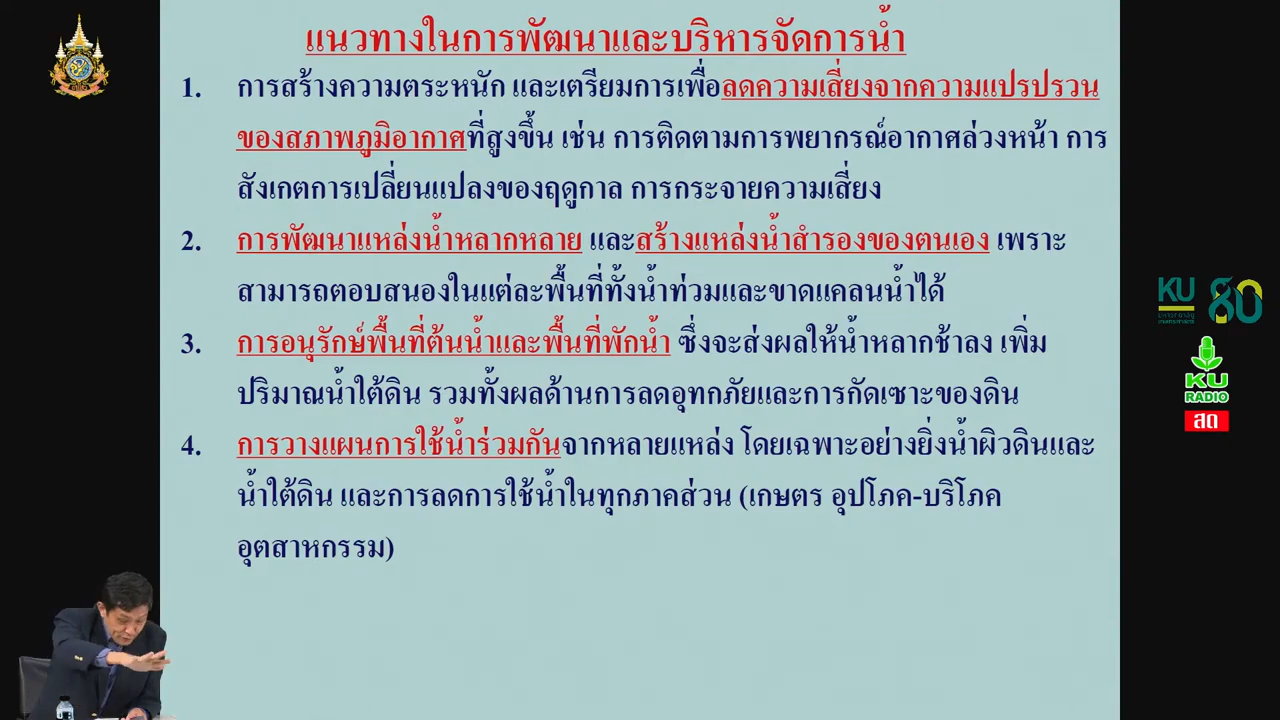 แนวทางในการพัฒนาและบริหารจัดการน้ำ
1. การสร้างความตระหนัก และเตรียมการเพื่อลดความเสี่ยงจากความแปรปรวน
ของสภาพภูมิอากาศที่สูงขึ้น เช่น การติดตามการพยากรณ์อากาศล่วงหน้า การ
สังเกตการเปลี่ยนแปลงของฤดูกาล การกระจายความเสี่ยง
2. การพัฒนาแหล่งน้ำหลากหลาย และสร้างแหล่งน้ำสำรองของตนเอง เพราะ
สามารถตอบสนองในแต่ละพื้นที่ทั้งน้ำท่วมและขาดแคลนน้ำได้
3. การอนุรักษ์พื้นที่ต้นน้ำและพื้นที่พักน้ำ ซึ่งจะส่งผลให้น้ำหลากช้าลง เพิ่ม
ปริมาณน้ำใต้ดิน รวมทั้งผลด้านการลดอุทกภัยและการกัดเซาะของดิน
4. การวางแผนการใช้น้ำร่วมกันจากหลายแหล่ง โดยเฉพาะอย่างยิ่งน้ำผิวดินและ
น้ำใต้ดิน และการลดการใช้น้ำในทุกภาคส่วน (เกษตร อุปโภค-บริโภค
อุตสาหกรรม)
KU 80
KU
RADIO
สด